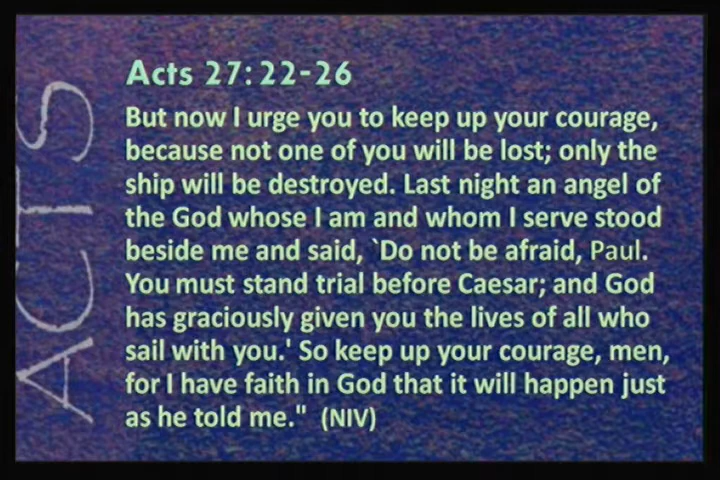 ACTS
Acts 27:22-26
But now I urge you to keep up your courage,
because not one of you will be lost; only the
ship will be destroyed. Last night an angel of
the God whose I am and whom I serve stood
beside me and said, `Do not be afraid, Paul.
You must stand trial before Caesar; and God
has graciously given you the lives of all who
sail with you.' So keep up your courage, men,
for I have faith in God that it will happen just
as he told me." (NIV)